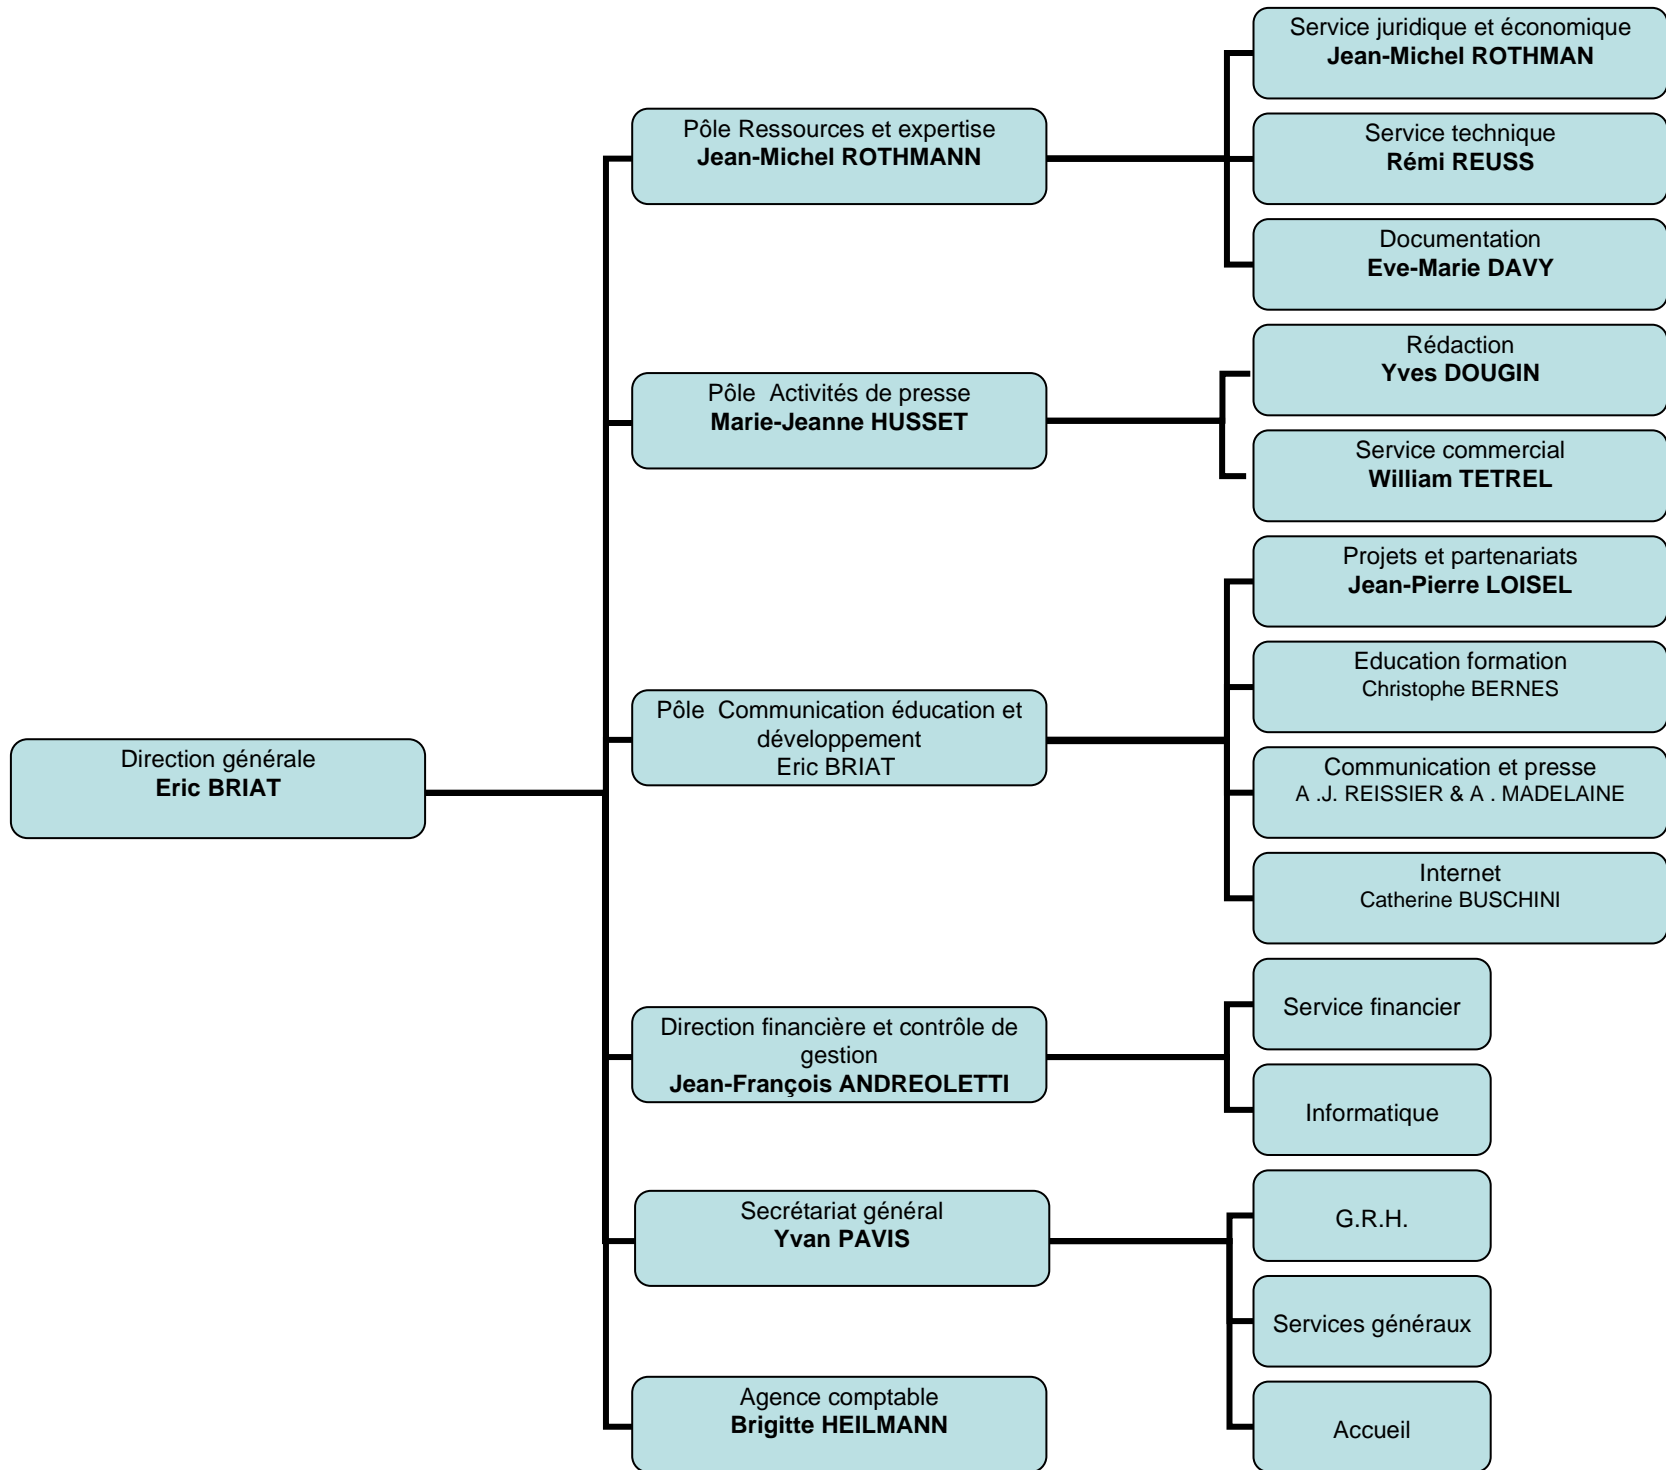 Direction générale
Eric BRIAT
Pôle Ressources et expertise
Jean-Michel ROTHMANN
Service juridique et économique
Jean-Michel ROTHMAN
Service technique
Rémi REUSS
Documentation
Eve-Marie DAVY
Pôle Activités de presse
Marie-Jeanne HUSSET
Rédaction
Yves DOUGIN
Service commercial
William TETREL
Pôle Communication éducation et
développement
Eric BRIAT
Projets et partenariats
Jean-Pierre LOISEL
Education formation
Christophe BERNES
Communication et presse
A .J. REISSIER & A . MADELAINE
Internet
Catherine BUSCHINI
Direction financière et contrôle de
gestion
Jean-François ANDREOLETTI
Service financier
Informatique
Secrétariat général
Yvan PAVIS
G.R.H.
Services généraux
Accueil
Agence comptable
Brigitte HEILMANN